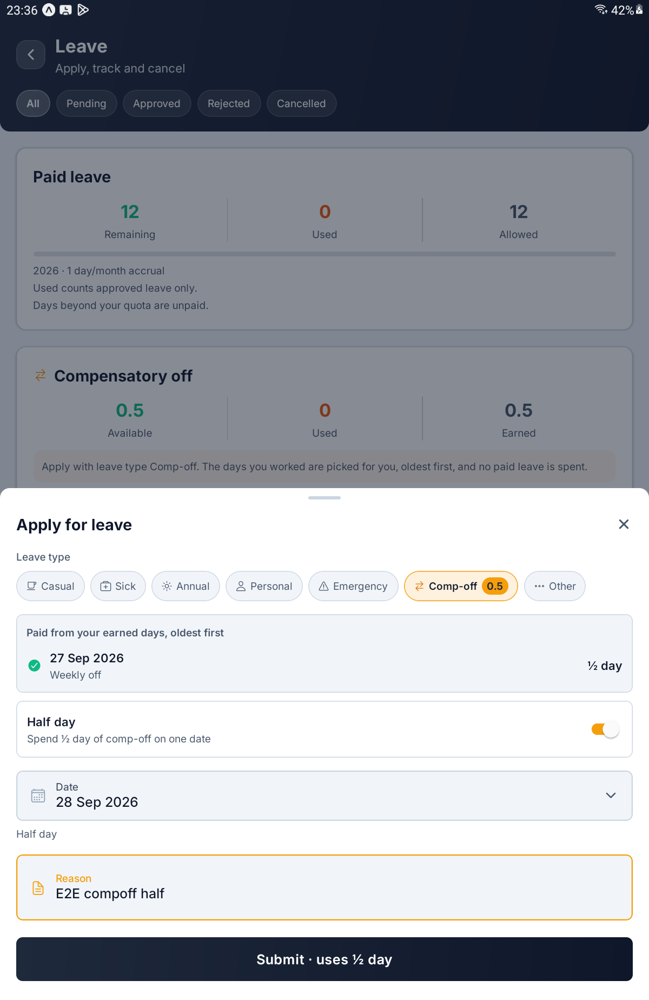 23:36
42%
Leave
Apply, track and cancel
All Pending Approved Rejected Cancelled
Paid leave
12 0 12
Remaining Used Allowed
2026 · 1 day/month accrual
Used counts approved leave only.
Days beyond your quota are unpaid.
Compensatory off
0.5 0 0.5
Available Used Earned
Apply with leave type Comp-off. The days you worked are picked for you, oldest first, and no paid leave is spent.
Apply for leave
Leave type
Casual Sick Annual Personal Emergency Comp-off 0.5 Other
Paid from your earned days, oldest first
27 Sep 2026
Weekly off
½ day
Half day
Spend ½ day of comp-off on one date
Date
28 Sep 2026
Half day
Reason
E2E compoff half
Submit · uses ½ day